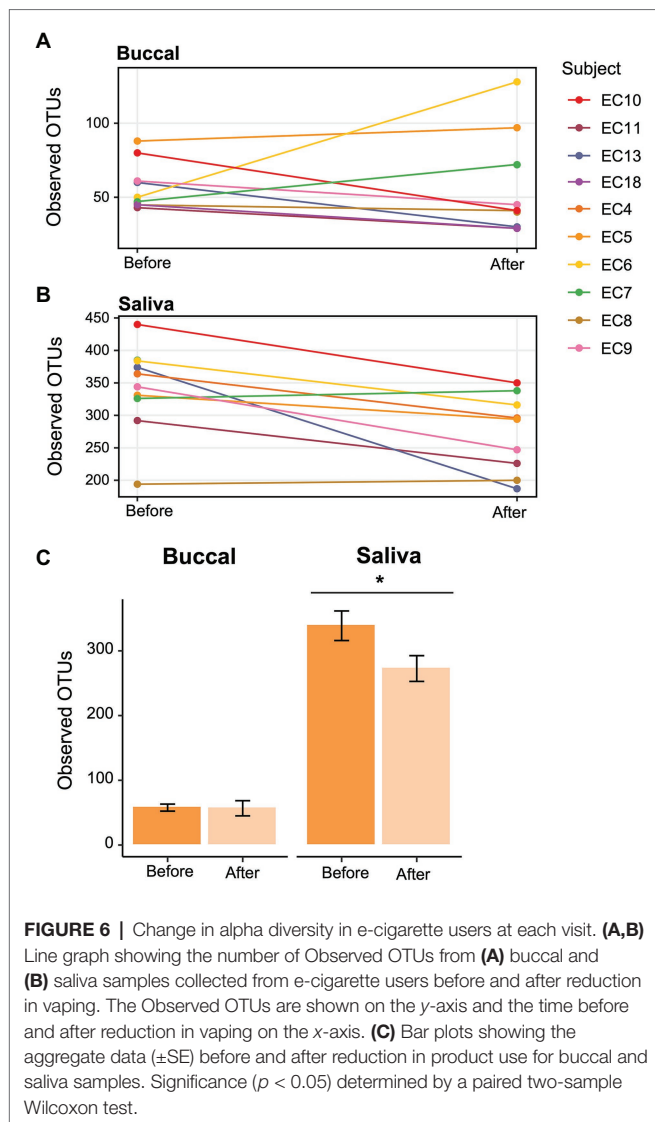 A
Buccal
Observed OTUs
100
50
Before
After
Subject
EC10
EC11
EC13
EC18
EC4
EC5
EC6
EC7
EC8
EC9
B
Saliva
Observed OTUs
450
400
350
300
250
200
Before
After
C
Buccal
Saliva
*
Observed OTUs
300
200
100
0
Before
After
Before
After
FIGURE 6 | Change in alpha diversity in e-cigarette users at each visit. (A,B)
Line graph showing the number of Observed OTUs from (A) buccal and
(B) saliva samples collected from e-cigarette users before and after reduction
in vaping. The Observed OTUs are shown on the y-axis and the time before
and after reduction in vaping on the x-axis. (C) Bar plots showing the
aggregate data (±SE) before and after reduction in product use for buccal and
saliva samples. Significance (p < 0.05) determined by a paired two-sample
Wilcoxon test.